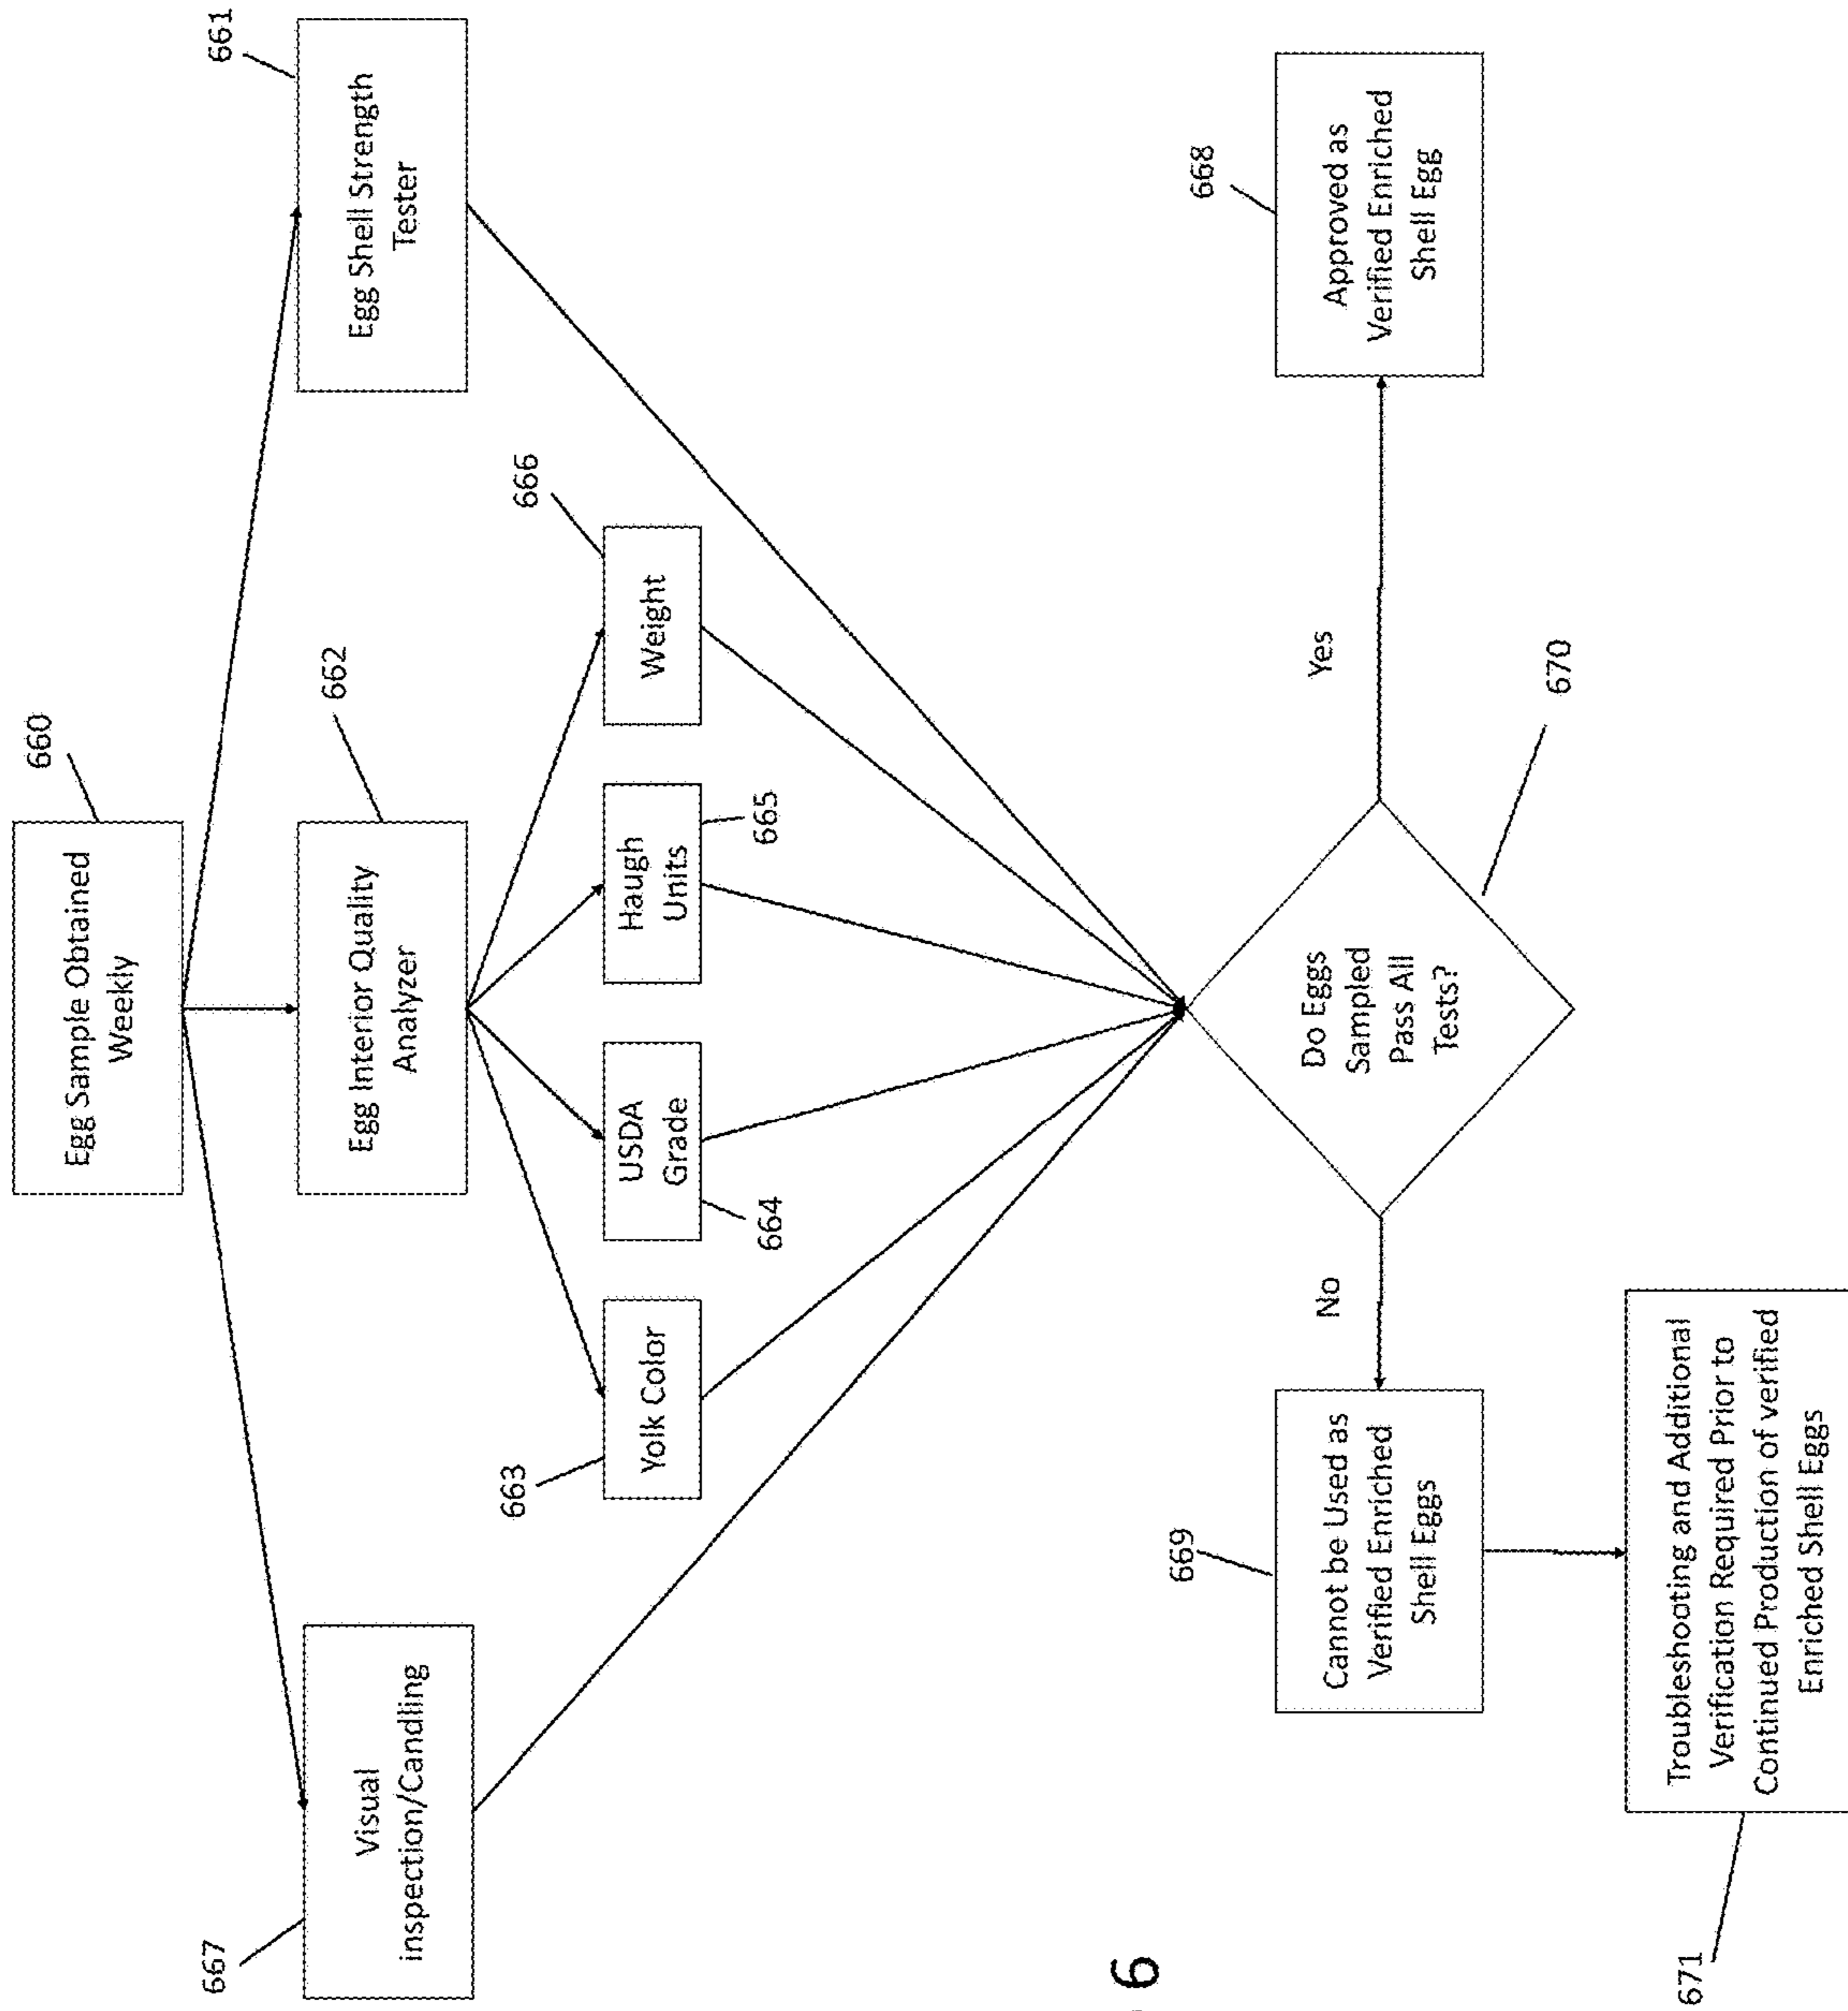 660
Egg Sample Obtained
Weekly
661
Egg Shell Strength
Tester
662
Egg Interior Quality
Analyzer
667
Visual
inspection/Candling
663
Yolk Color
USDA
Grade
664
Haugh
Units
665
666
Weight
Do Eggs
Sampled
Pass All
Tests?
670
Yes
668
Approved as
Verified Enriched
Shell Egg
No
669
Cannot be Used as
Verified Enriched
Shell Eggs
671
Troubleshooting and Additional
Verification Required Prior to
Continued Production of verified
Enriched Shell Eggs
6